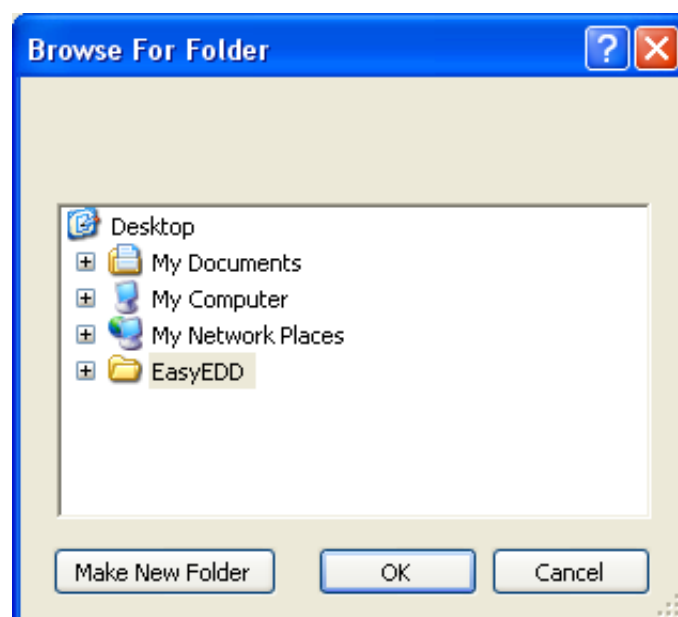 Browse For Folder
?
Desktop
My Documents
My Computer
My Network Places
EasyEDD
Make New Folder
OK
Cancel